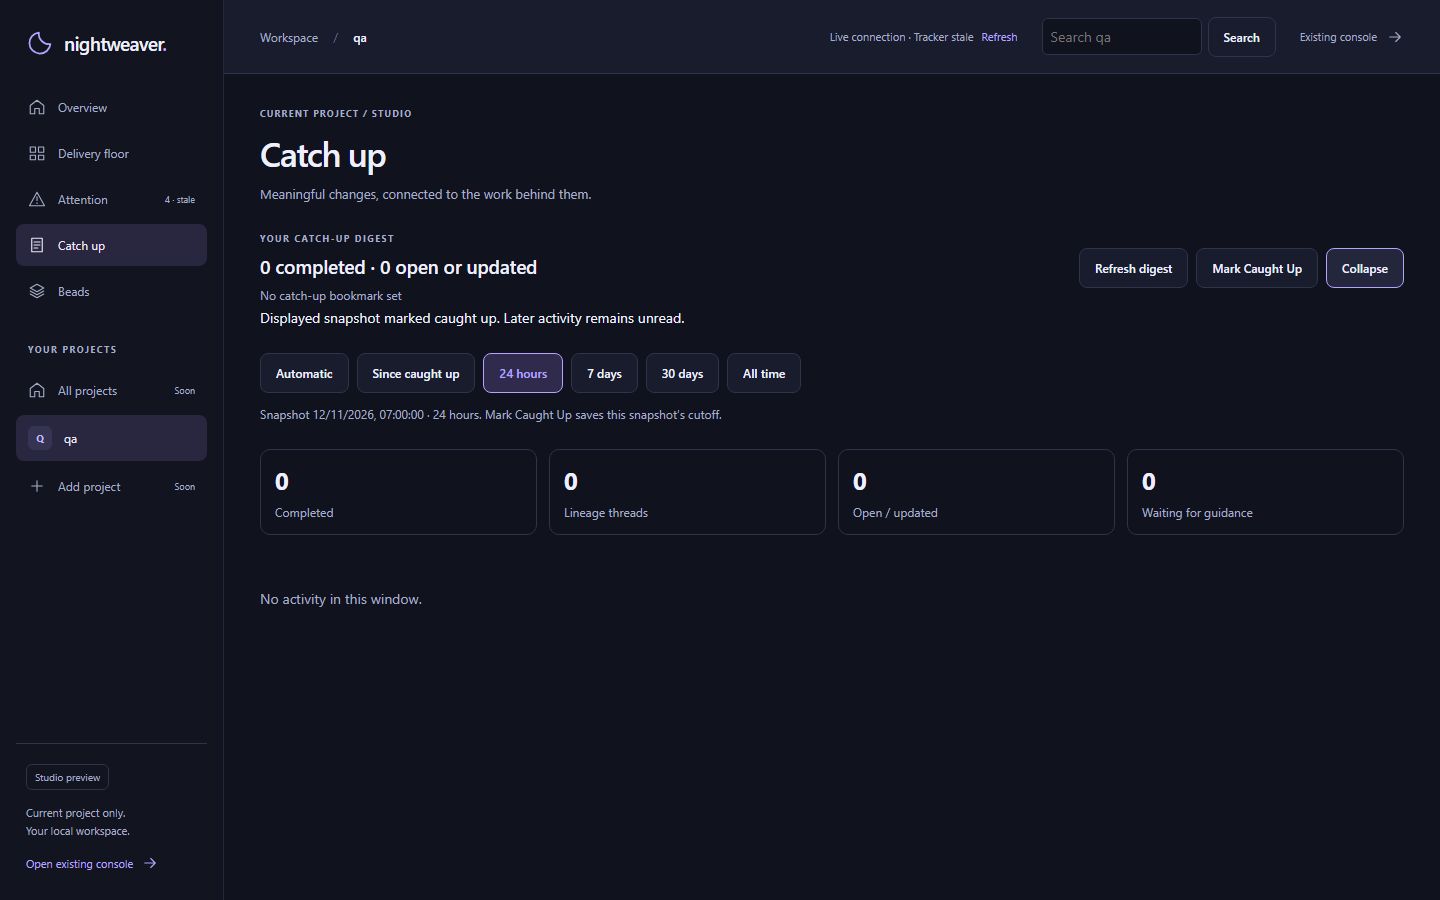 nightweaver.
Overview
Delivery floor
Attention 4 · stale
Catch up
Beads
YOUR PROJECTS
All projects Soon
Q qa
Add project Soon
Studio preview
Current project only.
Your local workspace.
Open existing console
Workspace / qa
Live connection · Tracker stale Refresh
Search qa
Search
Existing console
CURRENT PROJECT / STUDIO
Catch up
Meaningful changes, connected to the work behind them.
YOUR CATCH-UP DIGEST
0 completed · 0 open or updated
No catch-up bookmark set
Displayed snapshot marked caught up. Later activity remains unread.
Refresh digest
Mark Caught Up
Collapse
Automatic
Since caught up
24 hours
7 days
30 days
All time
Snapshot 12/11/2026, 07:00:00 · 24 hours. Mark Caught Up saves this snapshot's cutoff.
0
Completed
0
Lineage threads
0
Open / updated
0
Waiting for guidance
No activity in this window.